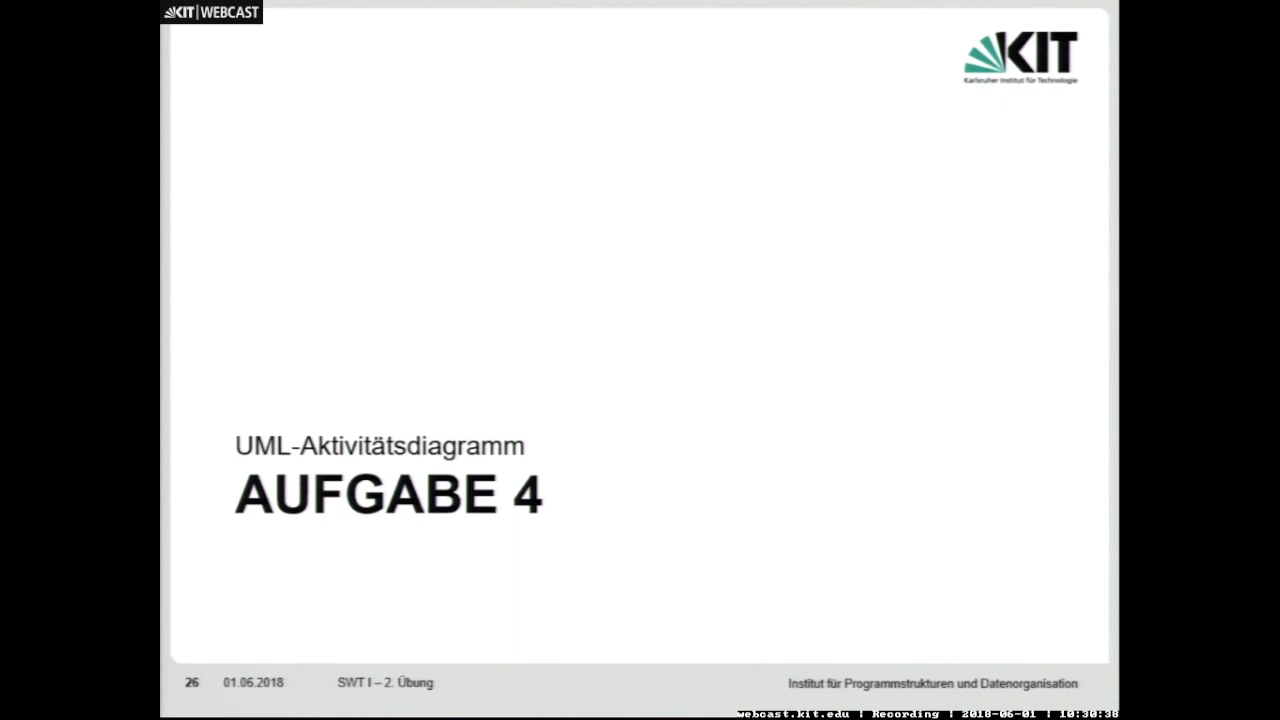 KIT | WEBCAST
KIT
Karlsruher Institut für Technologie
UML-Aktivitätsdiagramm
AUFGABE 4
26 01.06.2018 SWT I – 2. Übung Institut für Programmstrukturen und Datenorganisation
webcast.kit.edu | Recording | 2018-06-01 | 10:30:38